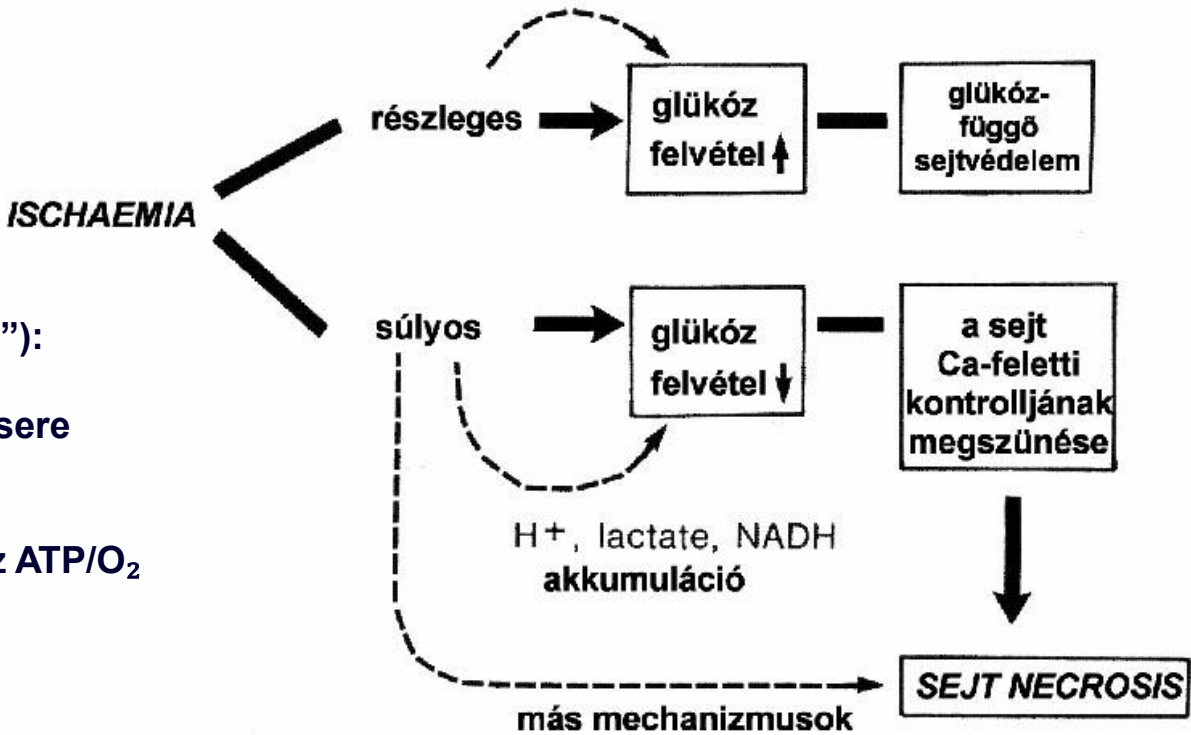 részleges
glükóz
felvétel ↑
glükóz-
függő
sejtvédelem
ISCHAEMIA
súlyos
glükóz
felvétel ↓
a sejt
Ca-feletti
kontrolljának
megszünése
”):
sere
z ATP/O₂
H+, lactate, NADH
akkumuláció
SEJT NECROSIS
más mechanizmusok